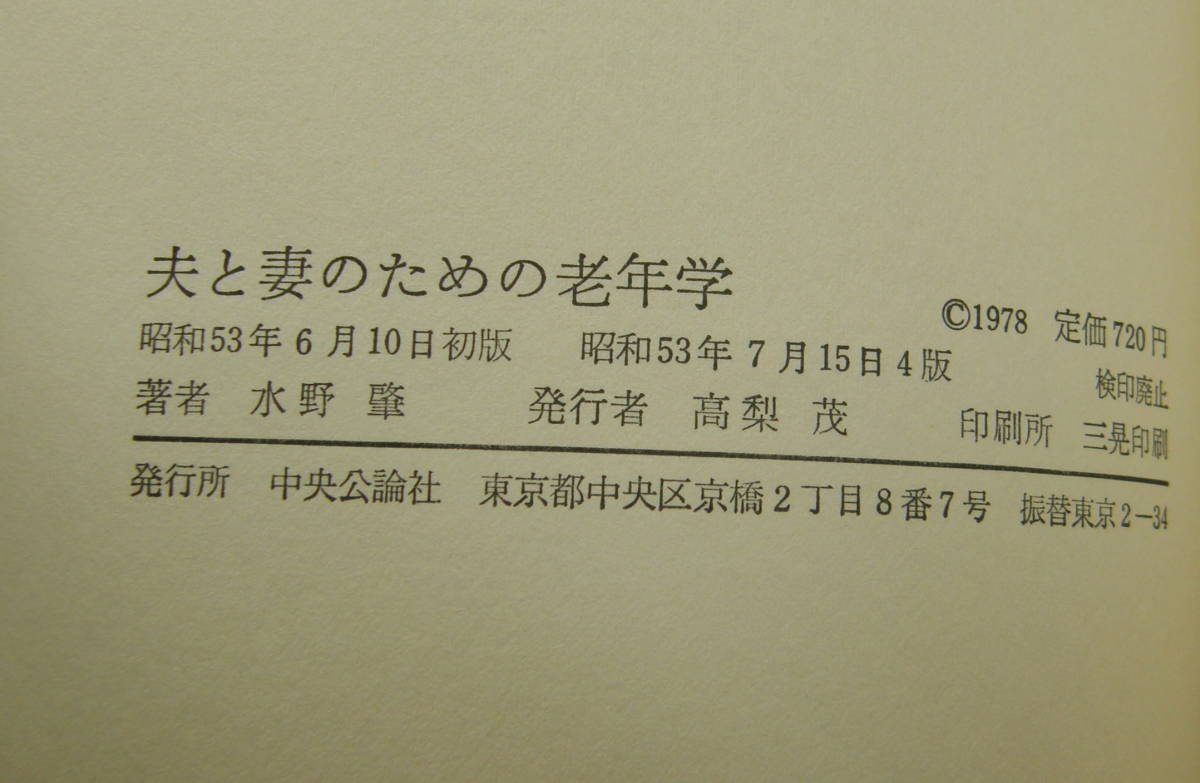 夫と妻のための老年学
©1978 定価720円
昭和53年6月10日初版 昭和53年7月15日4版
検印廃止
著者 水野 肇 発行者 高梨 茂 印刷所 三晃印刷
発行所 中央公論社 東京都中央区京橋2丁目8番7号 振替東京2-34